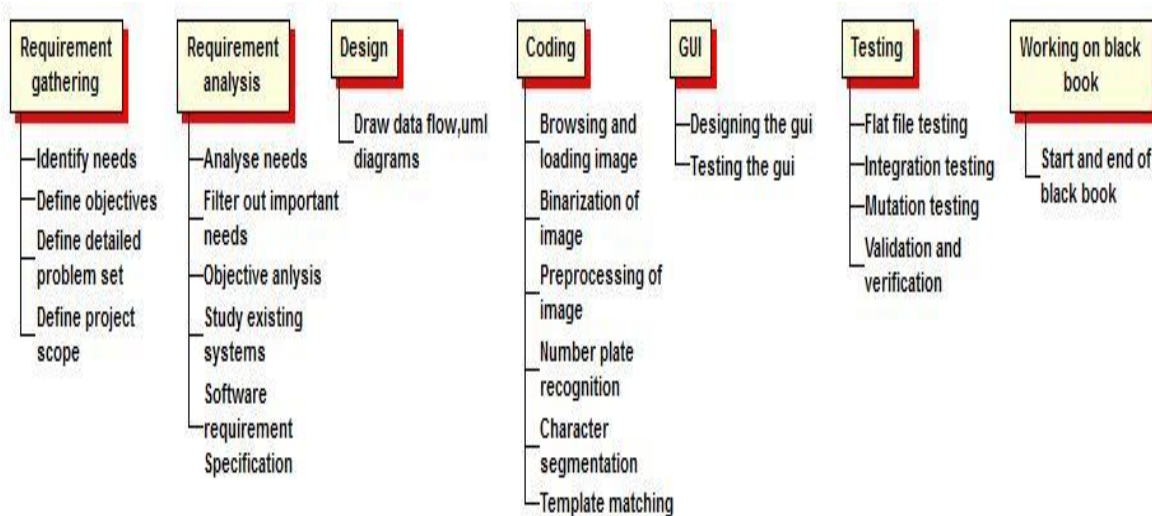 Requirement
gathering
Identify needs
Define objectives
Define detailed
problem set
Define project
scope
Requirement
analysis
Analyse needs
Filter out important
needs
Objective anlysis
Study existing
systems
Software
requirement
Specification
Design
Draw data flow,uml
diagrams
Coding
Browsing and
loading image
Binarization of
image
Preprocessing of
image
Number plate
recognition
Character
segmentation
Template matching
GUI
Designing the gui
Testing the gui
Testing
Flat file testing
Integration testing
Mutation testing
Validation and
verification
Working on black
book
Start and end of
black book